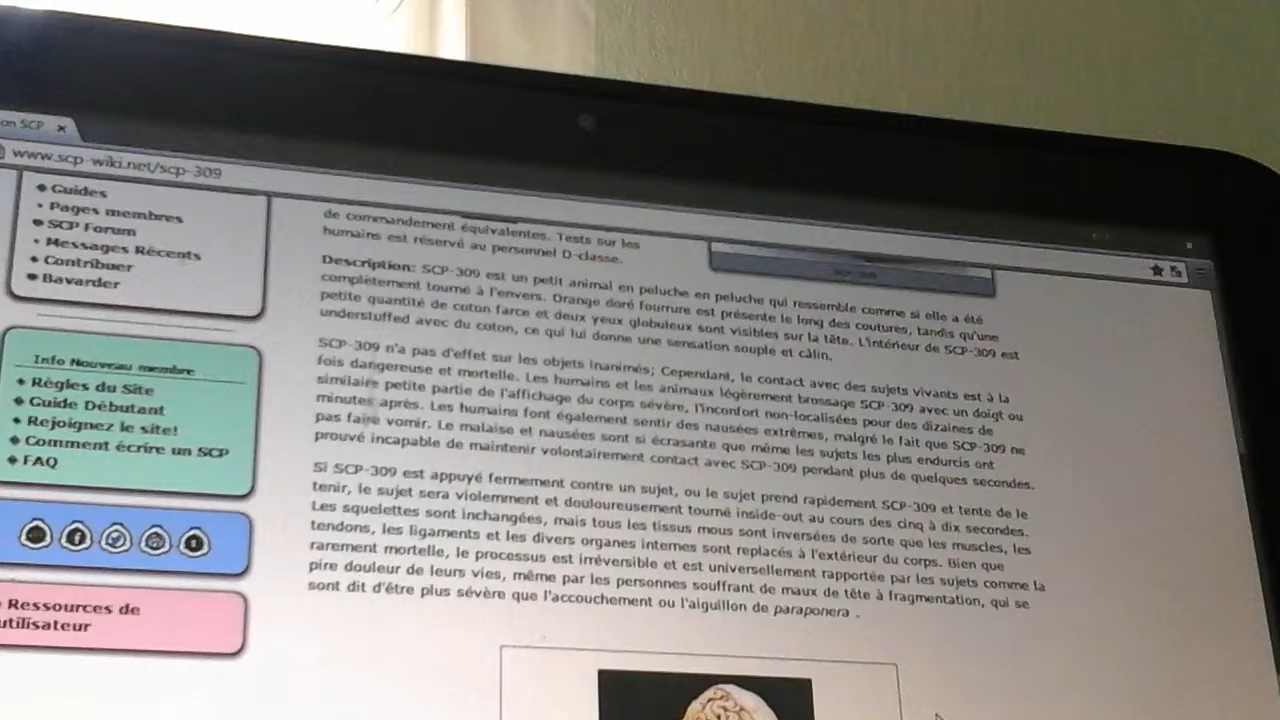 on SCP x
www.scp-wiki.net/scp-309
Guides
Pages membres
SCP Forum
Messages Récents
Contribuer
Bavarder
Info Nouveau membre
Règles du Site
Guide Débutant
Rejoignez le site!
Comment écrire un SCP
FAQ
Ressources de
utilisateur
de commandement équivalentes. Tests sur les
humains est réservé au personnel D-classe.
Description: SCP-309 est un petit animal en peluche en peluche qui ressemble comme si elle a été
complètement tourné à l'envers. Orange doré fourrure est présente le long des coutures, tandis qu'une
petite quantité de coton farce et deux yeux globuleux sont visibles sur la tête. L'intérieur de SCP-309 est
understuffed avec du coton, ce qui lui donne une sensation souple et câlin.
SCP-309 n'a pas d'effet sur les objets inanimés; Cependant, le contact avec des sujets vivants est à la
fois dangereuse et mortelle. Les humains et les animaux légèrement brossage SCP-309 avec un doigt ou
similaire petite partie de l'affichage du corps sévère, l'inconfort non-localisées pour des dizaines de
minutes après. Les humains font également sentir des nausées extrêmes, malgré le fait que SCP-309 ne
pas faire vomir. Le malaise et nausées sont si écrasante que même les sujets les plus endurcis ont
prouvé incapable de maintenir volontairement contact avec SCP-309 pendant plus de quelques secondes.
Si SCP-309 est appuyé fermement contre un sujet, ou le sujet prend rapidement SCP-309 et tente de le
tenir, le sujet sera violemment et douloureusement tourné inside-out au cours des cinq à dix secondes.
Les squelettes sont inchangées, mais tous les tissus mous sont inversées de sorte que les muscles, les
tendons, les ligaments et les divers organes internes sont replacés à l'extérieur du corps. Bien que
rarement mortelle, le processus est irréversible et est universellement rapportée par les sujets comme la
pire douleur de leurs vies, même par les personnes souffrant de maux de tête à fragmentation, qui se
sont dit d'être plus sévère que l'accouchement ou l'aiguillon de paraponera .